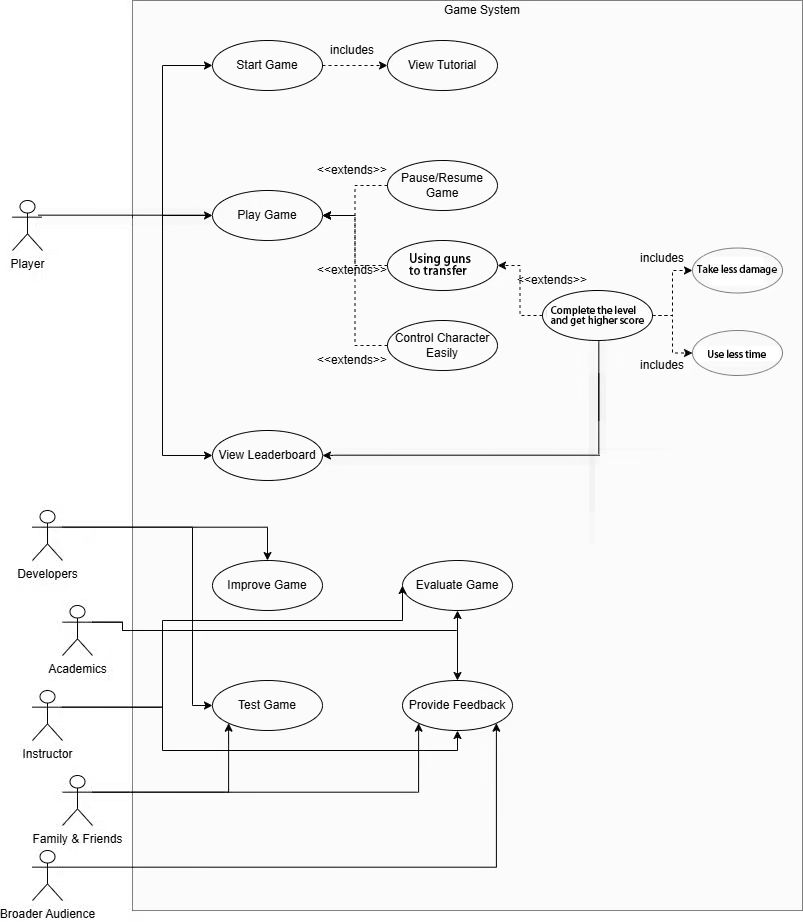 Game System
includes
Start Game
View Tutorial
<<extends>>
Pause/Resume
Game
Player
Play Game
<<extends>>
Using guns
to transfer
<<extends>>
includes
Take less damage
Complete the level
and get higher score
Control Character
Easily
<<extends>>
includes
Use less time
View Leaderboard
Developers
Improve Game
Evaluate Game
Academics
Instructor
Test Game
Provide Feedback
Family & Friends
Broader Audience